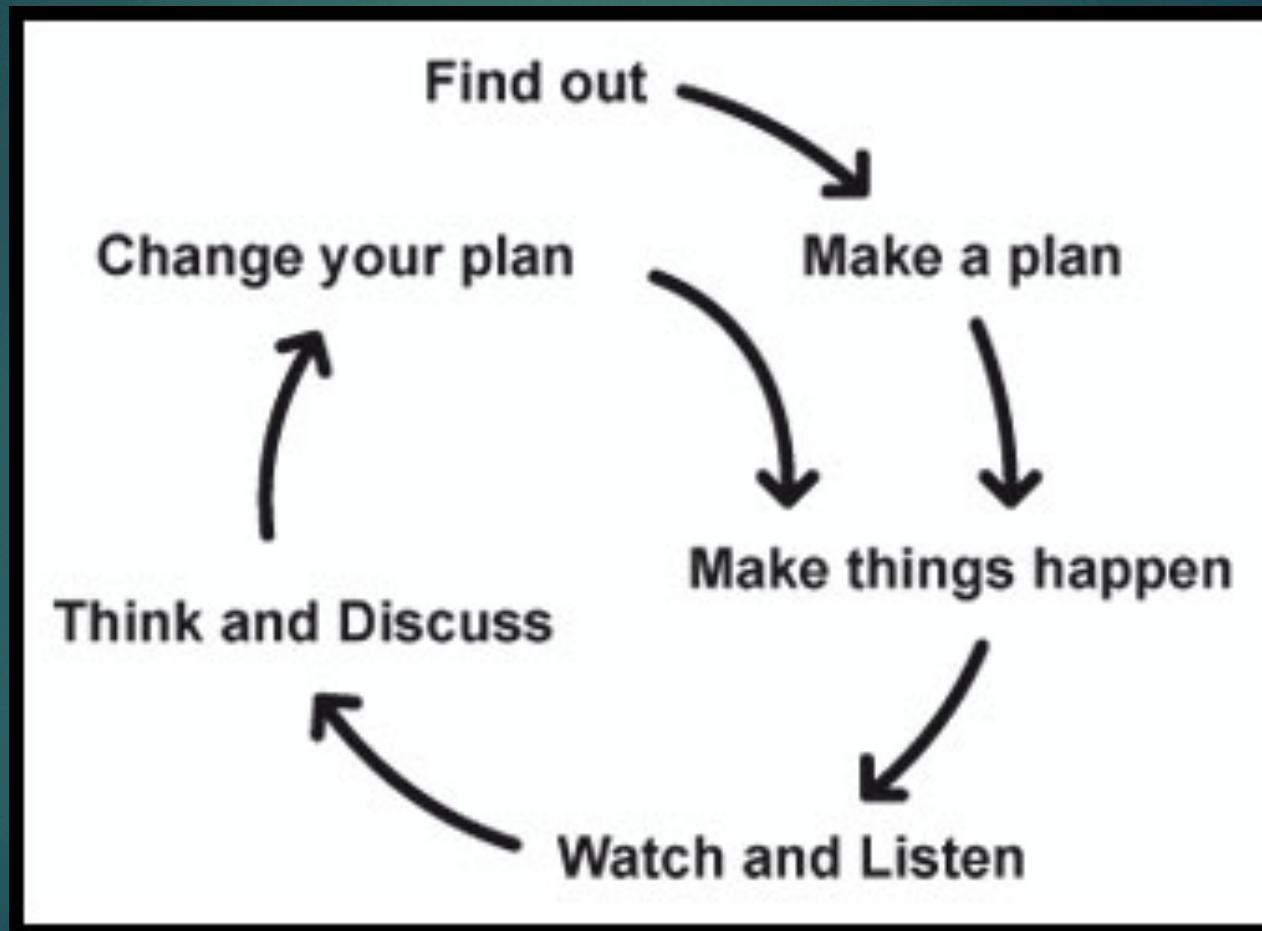 Find out
Make a plan
Make things happen
Watch and Listen
Think and Discuss
Change your plan